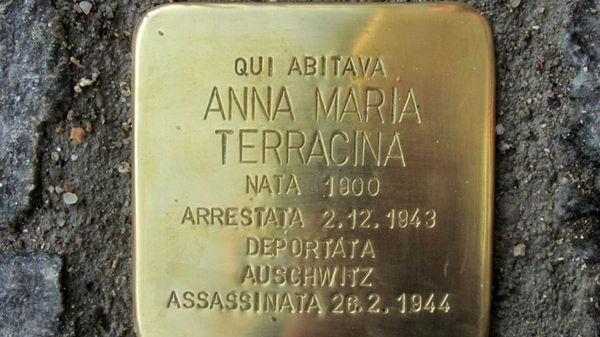 QUI ABITAVA
ANNA MARIA
TERRACINA
NATA 1900
ARRESTATA 2.12.1943
DEPORTATA
AUSCHWITZ
ASSASSINATA 26.2.1944